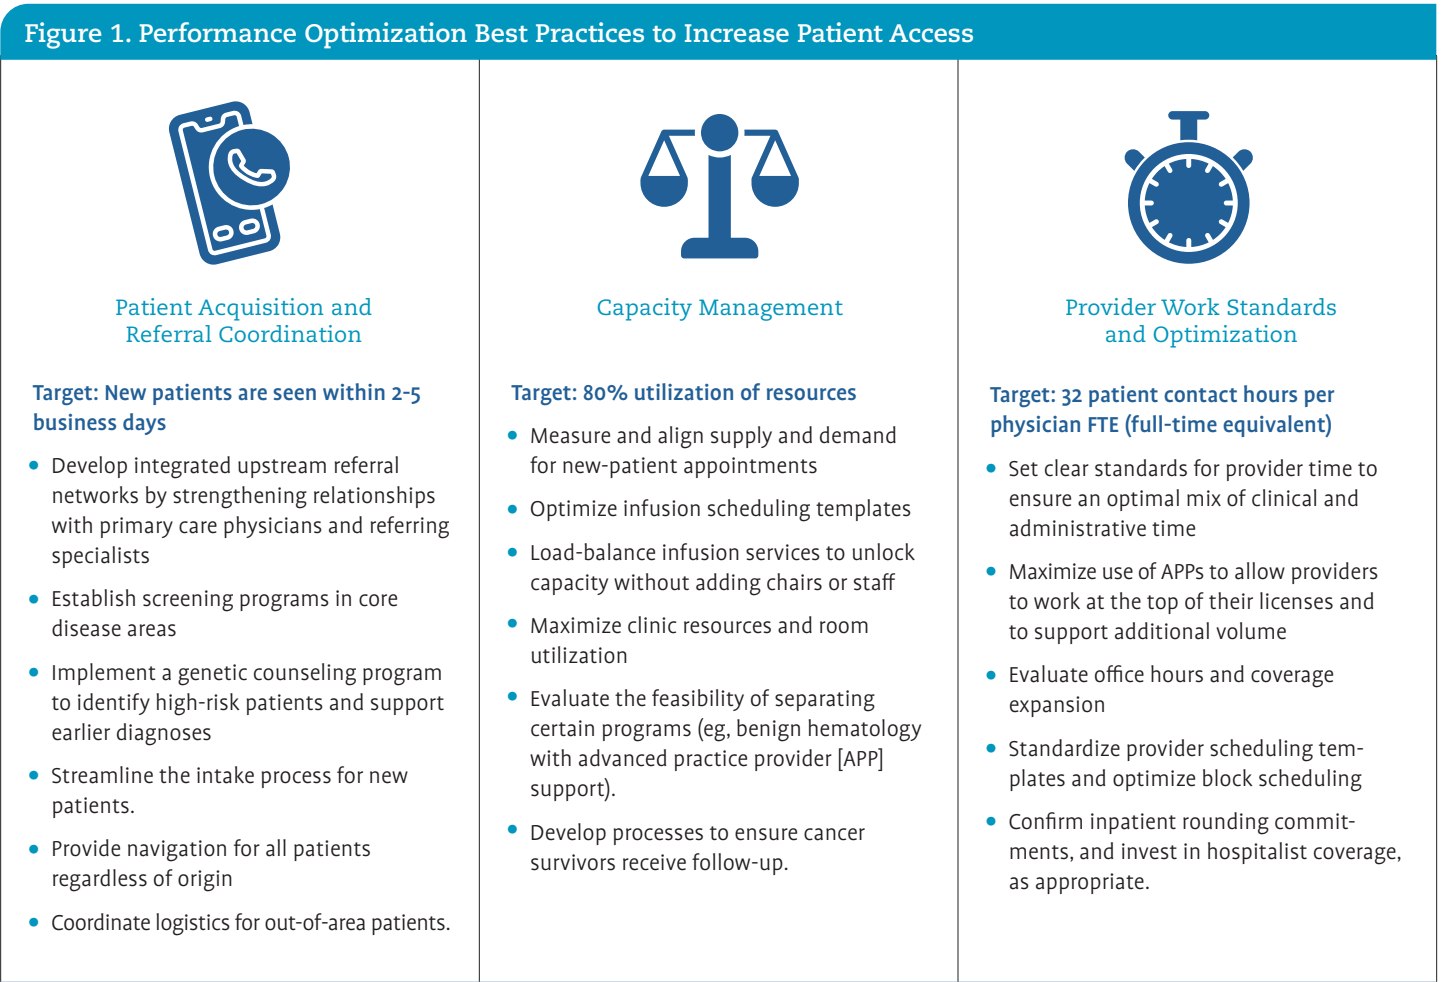 Figure 1. Performance Optimization Best Practices to Increase Patient Access
Patient Acquisition and
Referral Coordination
Target: New patients are seen within 2-5
business days
• Develop integrated upstream referral
networks by strengthening relationships
with primary care physicians and referring
specialists
• Establish screening programs in core
disease areas
• Implement a genetic counseling program
to identify high-risk patients and support
earlier diagnoses
• Streamline the intake process for new
patients.
• Provide navigation for all patients
regardless of origin
• Coordinate logistics for out-of-area patients.
Capacity Management
Target: 80% utilization of resources
• Measure and align supply and demand
for new-patient appointments
• Optimize infusion scheduling templates
• Load-balance infusion services to unlock
capacity without adding chairs or staff
• Maximize clinic resources and room
utilization
• Evaluate the feasibility of separating
certain programs (eg, benign hematology
with advanced practice provider [APP]
support).
• Develop processes to ensure cancer
survivors receive follow-up.
Provider Work Standards
and Optimization
Target: 32 patient contact hours per
physician FTE (full-time equivalent)
• Set clear standards for provider time to
ensure an optimal mix of clinical and
administrative time
• Maximize use of APPs to allow providers
to work at the top of their licenses and
to support additional volume
• Evaluate office hours and coverage
expansion
• Standardize provider scheduling tem-
plates and optimize block scheduling
• Confirm inpatient rounding commit-
ments, and invest in hospitalist coverage,
as appropriate.